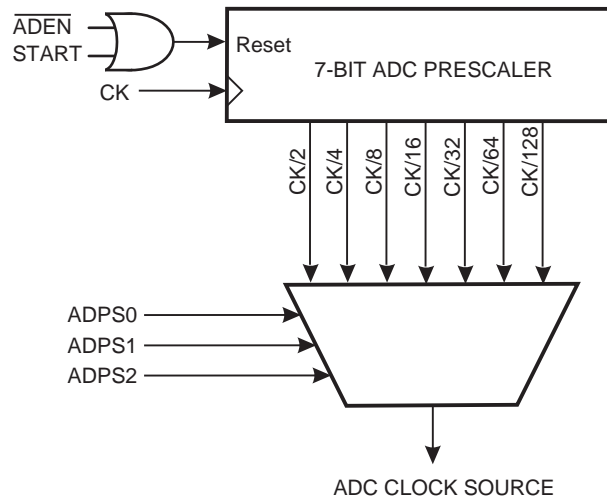 A̅D̅E̅N̅
START
Reset
CK
7-BIT ADC PRESCALER
CK/2
CK/4
CK/8
CK/16
CK/32
CK/64
CK/128
ADPS0
ADPS1
ADPS2
ADC CLOCK SOURCE